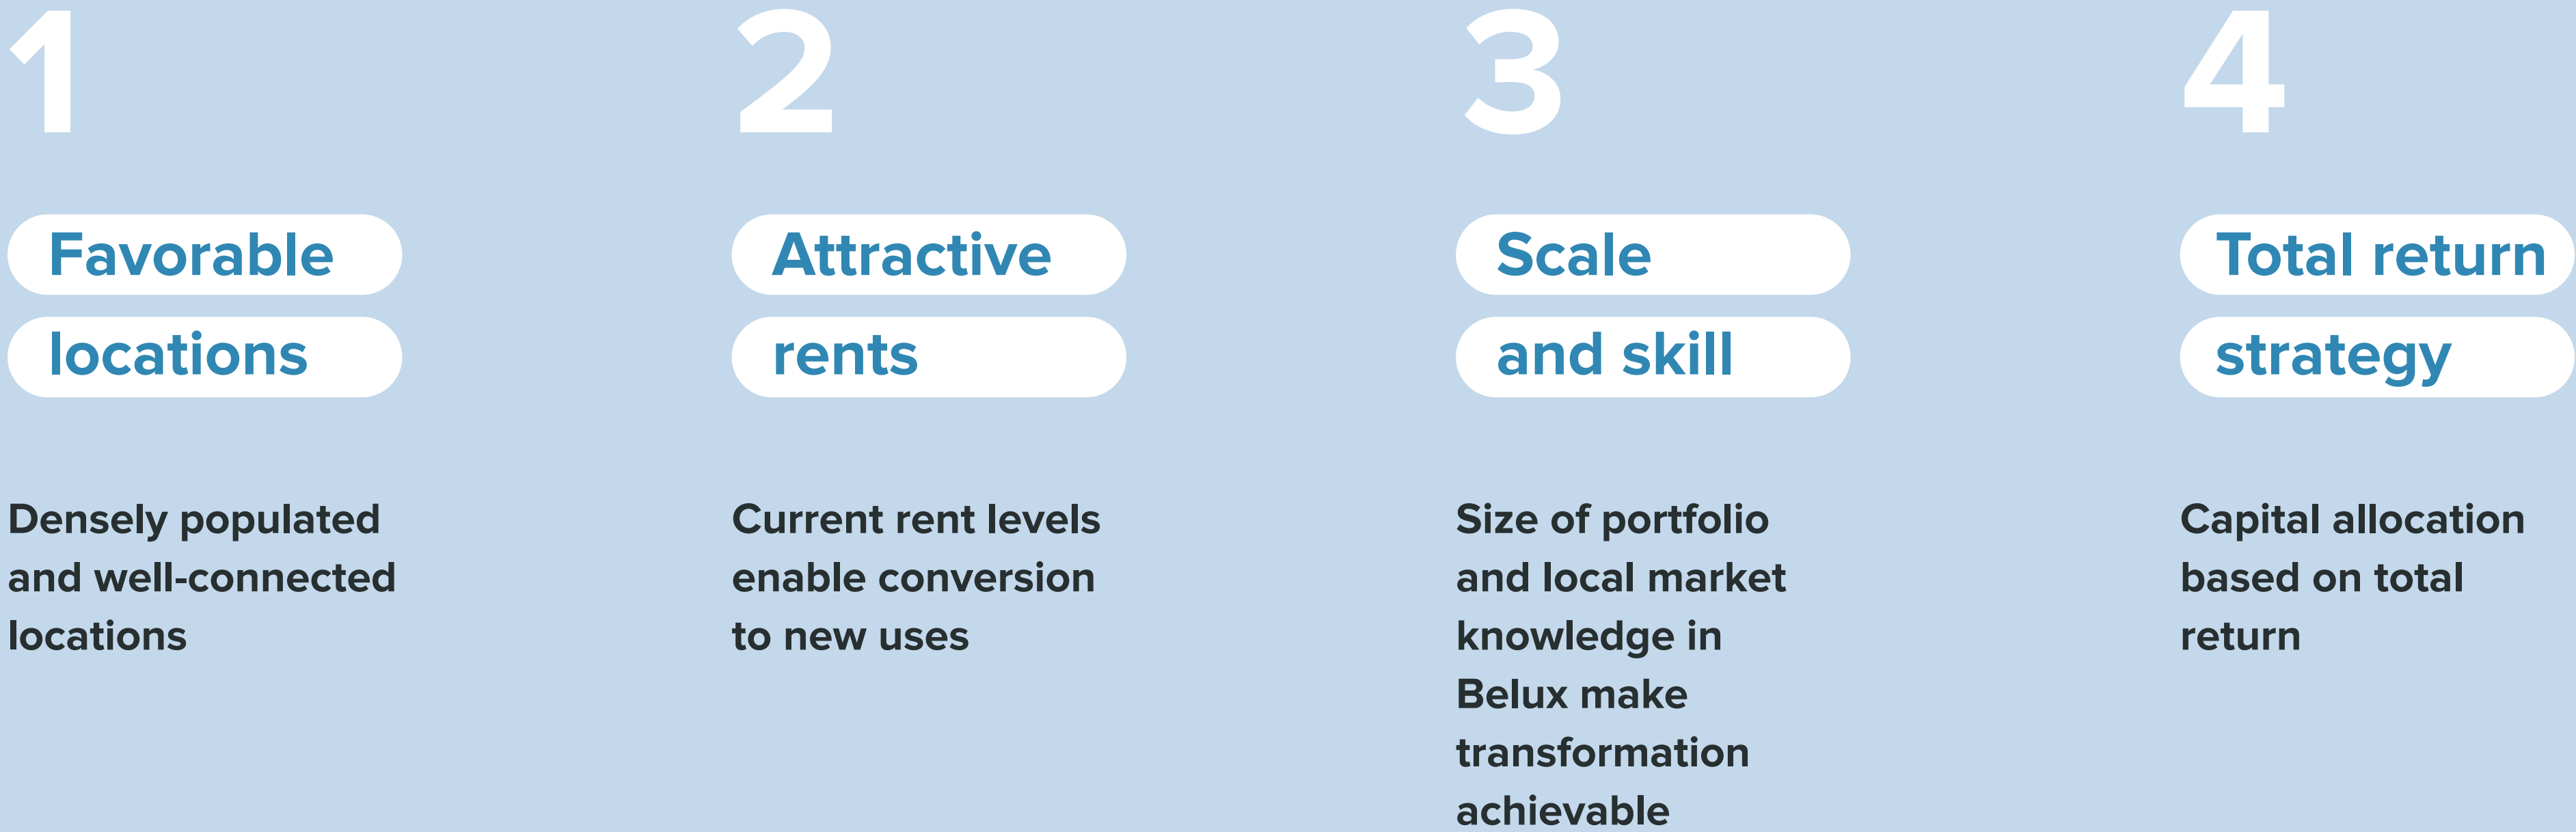 1
Favorable
locations
Densely populated
and well-connected
locations
2
Attractive
rents
Current rent levels
enable conversion
to new uses
3
Scale
and skill
Size of portfolio
and local market
knowledge in
Belux make
transformation
achievable
4
Total return
strategy
Capital allocation
based on total
return